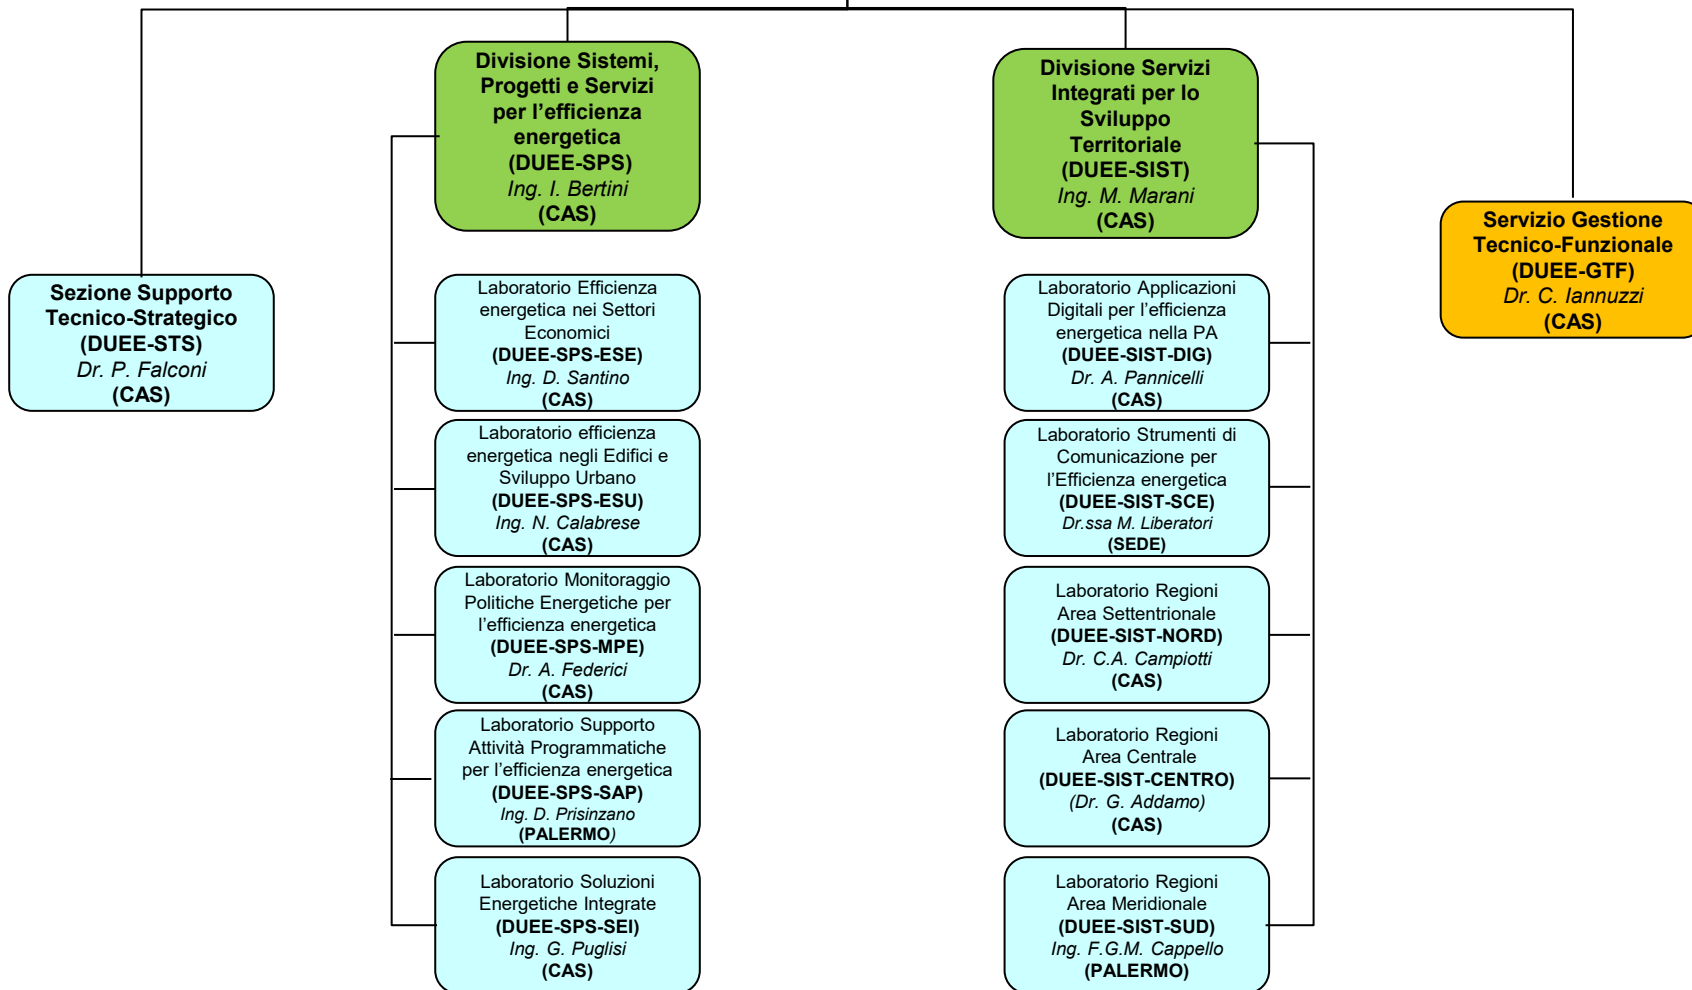 Divisione Sistemi,
Progetti e Servizi
per l’efficienza
energetica
(DUEE-SPS)
Ing. I. Bertini
(CAS)
Divisione Servizi
Integrati per lo
Sviluppo
Territoriale
(DUEE-SIST)
Ing. M. Marani
(CAS)
Servizio Gestione
Tecnico-Funzionale
(DUEE-GTF)
Dr. C. Iannuzzi
(CAS)
Sezione Supporto
Tecnico-Strategico
(DUEE-STS)
Dr. P. Falconi
(CAS)
Laboratorio Efficienza
energetica nei Settori
Economici
(DUEE-SPS-ESE)
Ing. D. Santino
(CAS)
Laboratorio efficienza
energetica negli Edifici e
Sviluppo Urbano
(DUEE-SPS-ESU)
Ing. N. Calabrese
(CAS)
Laboratorio Monitoraggio
Politiche Energetiche per
l’efficienza energetica
(DUEE-SPS-MPE)
Dr. A. Federici
(CAS)
Laboratorio Supporto
Attività Programmatiche
per l’efficienza energetica
(DUEE-SPS-SAP)
Ing. D. Prisinzano
(PALERMO)
Laboratorio Soluzioni
Energetiche Integrate
(DUEE-SPS-SEI)
Ing. G. Puglisi
(CAS)
Laboratorio Applicazioni
Digitali per l’efficienza
energetica nella PA
(DUEE-SIST-DIG)
Dr. A. Pannicelli
(CAS)
Laboratorio Strumenti di
Comunicazione per
l’Efficienza energetica
(DUEE-SIST-SCE)
Dr.ssa M. Liberatori
(SEDE)
Laboratorio Regioni
Area Settentrionale
(DUEE-SIST-NORD)
Dr. C.A. Campiotti
(CAS)
Laboratorio Regioni
Area Centrale
(DUEE-SIST-CENTRO)
(Dr. G. Addamo)
(CAS)
Laboratorio Regioni
Area Meridionale
(DUEE-SIST-SUD)
Ing. F.G.M. Cappello
(PALERMO)